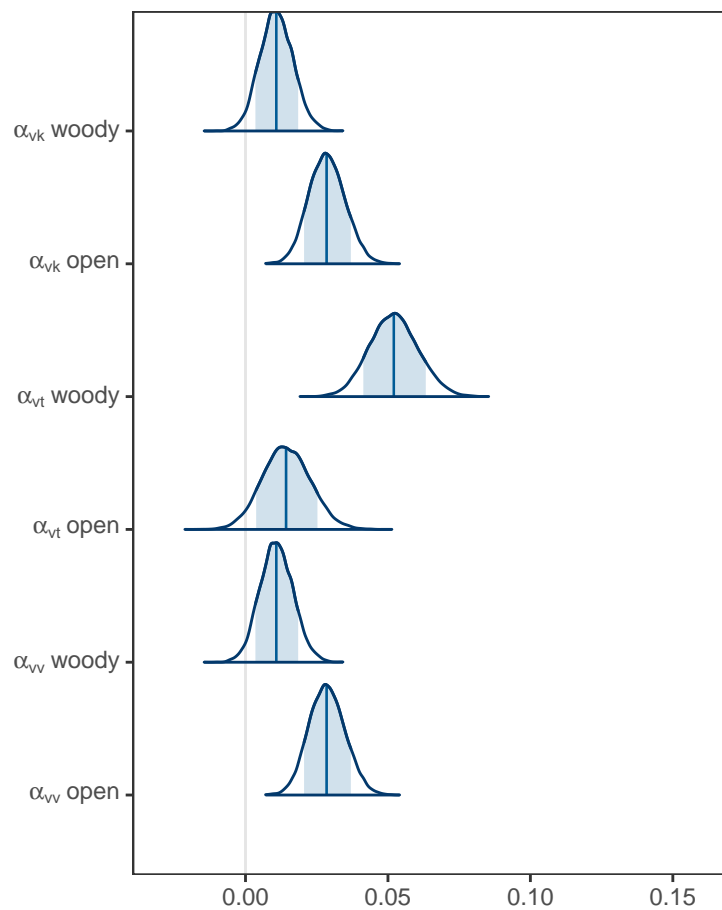 αvk woody
αvk open
αvt woody
αvt open
αvv woody
αvv open
0.00 0.05 0.10 0.15